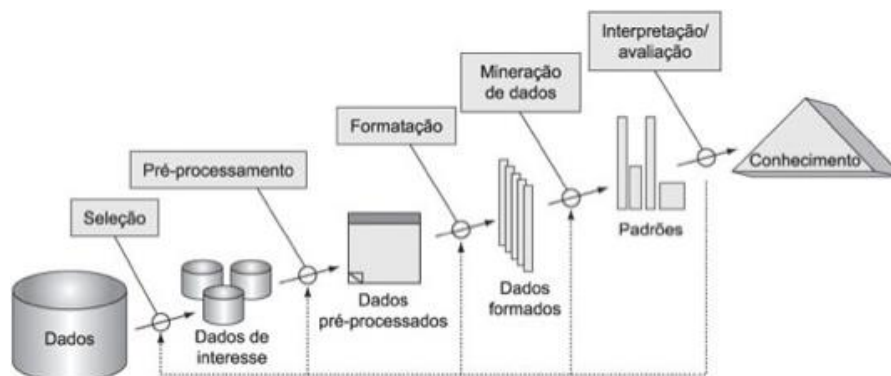 Interpretação/
avaliação
Mineração
de dados
Formatação
Pré-processamento
Seleção
Dados
Dados de
interesse
Dados
pré-processados
Dados
formados
Padrões
Conhecimento